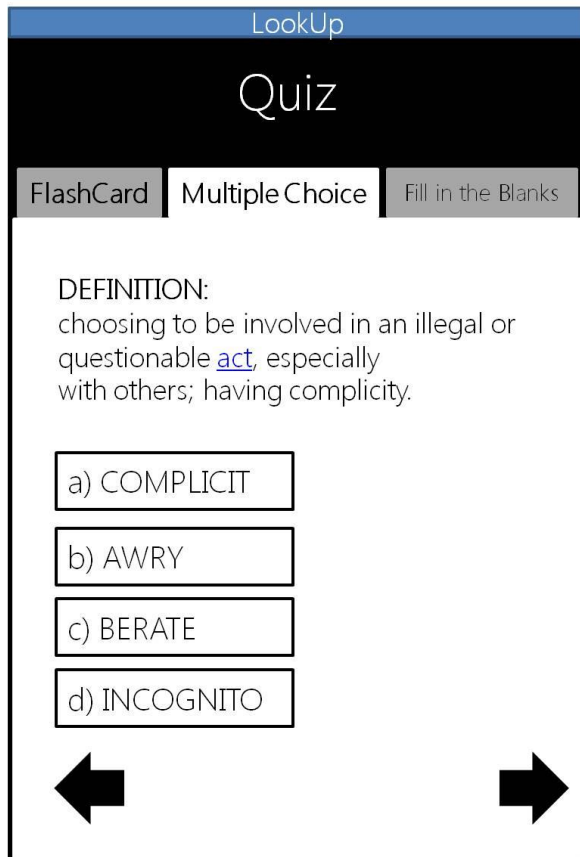 LookUp
Quiz
FlashCard Multiple Choice Fill in the Blanks
DEFINITION:
choosing to be involved in an illegal or
questionable act, especially
with others; having complicity.
a) COMPLICIT
b) AWRY
c) BERATE
d) INCOGNITO